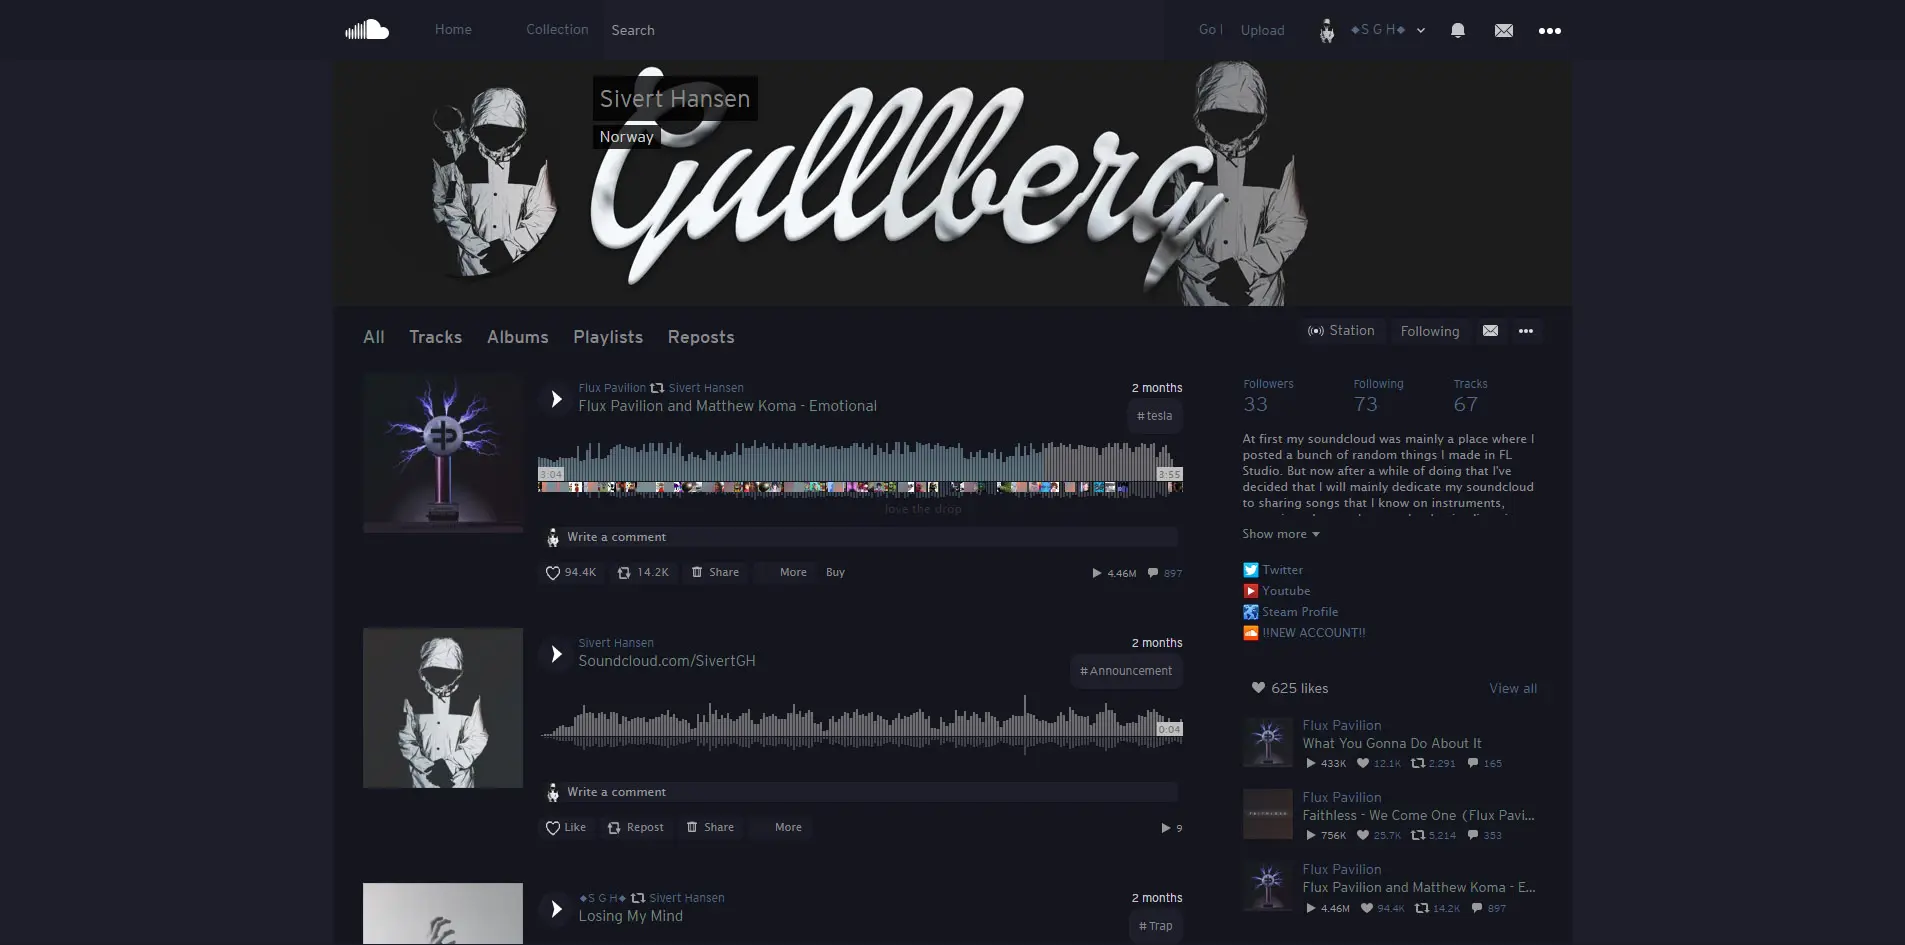 Home
Collection
Search
Go |
Upload
◆S G H◆
Gulllberg
Sivert Hansen
Norway
All
Tracks
Albums
Playlists
Reposts
Station
Following
Flux Pavilion Sivert Hansen
Flux Pavilion and Matthew Koma - Emotional
2 months
# tesla
3:04
3:55
love the drop
Write a comment
94.4K
14.2K
Share
More
Buy
4.46M
897
Sivert Hansen
Soundcloud.com/SivertGH
2 months
# Announcement
0:04
Write a comment
Like
Repost
Share
More
9
◆S G H◆ Sivert Hansen
Losing My Mind
2 months
# Trap
Followers
33
Following
73
Tracks
67
At first my soundcloud was mainly a place where I
posted a bunch of random things I made in FL
Studio. But now after a while of doing that I've
decided that I will mainly dedicate my soundcloud
to sharing songs that I know on instruments,
Show more
Twitter
Youtube
Steam Profile
!!NEW ACCOUNT!!
625 likes
View all
Flux Pavilion
What You Gonna Do About It
433K 12.1K 2,291 165
FAITHLESS
Flux Pavilion
Faithless - We Come One (Flux Pavi...
756K 25.7K 5,214 353
Flux Pavilion
Flux Pavilion and Matthew Koma - E...
4.46M 94.4K 14.2K 897